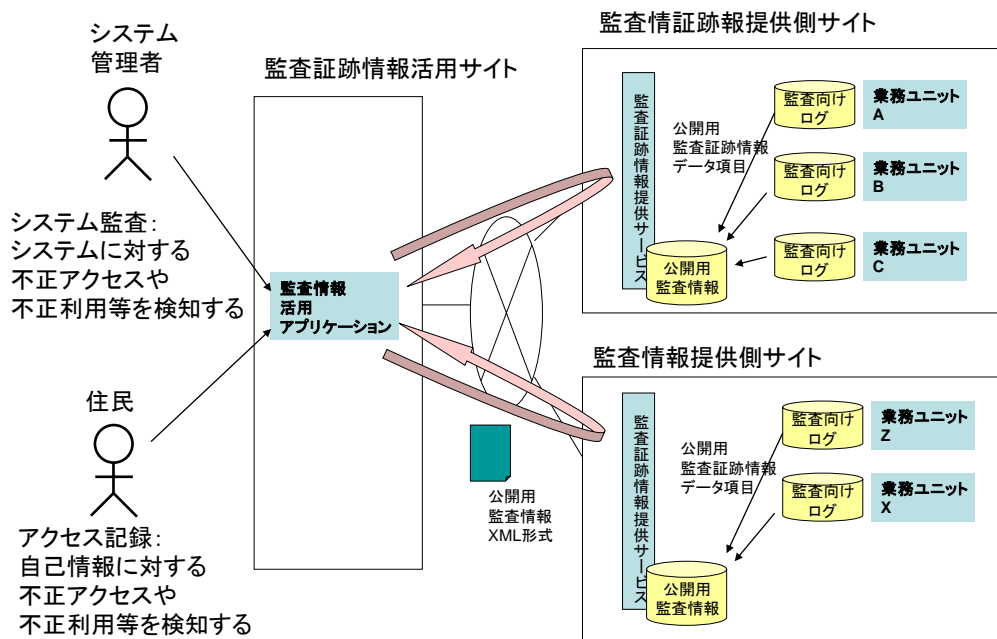 システム
管理者
監査証跡情報活用サイト
監査情証跡報提供側サイト
システム監査：
システムに対する
不正アクセスや
不正利用等を検知する
監査情報
活用
アプリケーション
監査証跡情報提供サービス
公開用
監査証跡情報
データ項目
監査向け
ログ
業務ユニット
A
監査向け
ログ
業務ユニット
B
監査向け
ログ
業務ユニット
C
公開用
監査情報
住民
アクセス記録：
自己情報に対する
不正アクセスや
不正利用等を検知する
公開用
監査情報
XML形式
監査情報提供側サイト
監査証跡情報提供サービス
公開用
監査証跡情報
データ項目
監査向け
ログ
業務ユニット
Z
監査向け
ログ
業務ユニット
X
公開用
監査情報